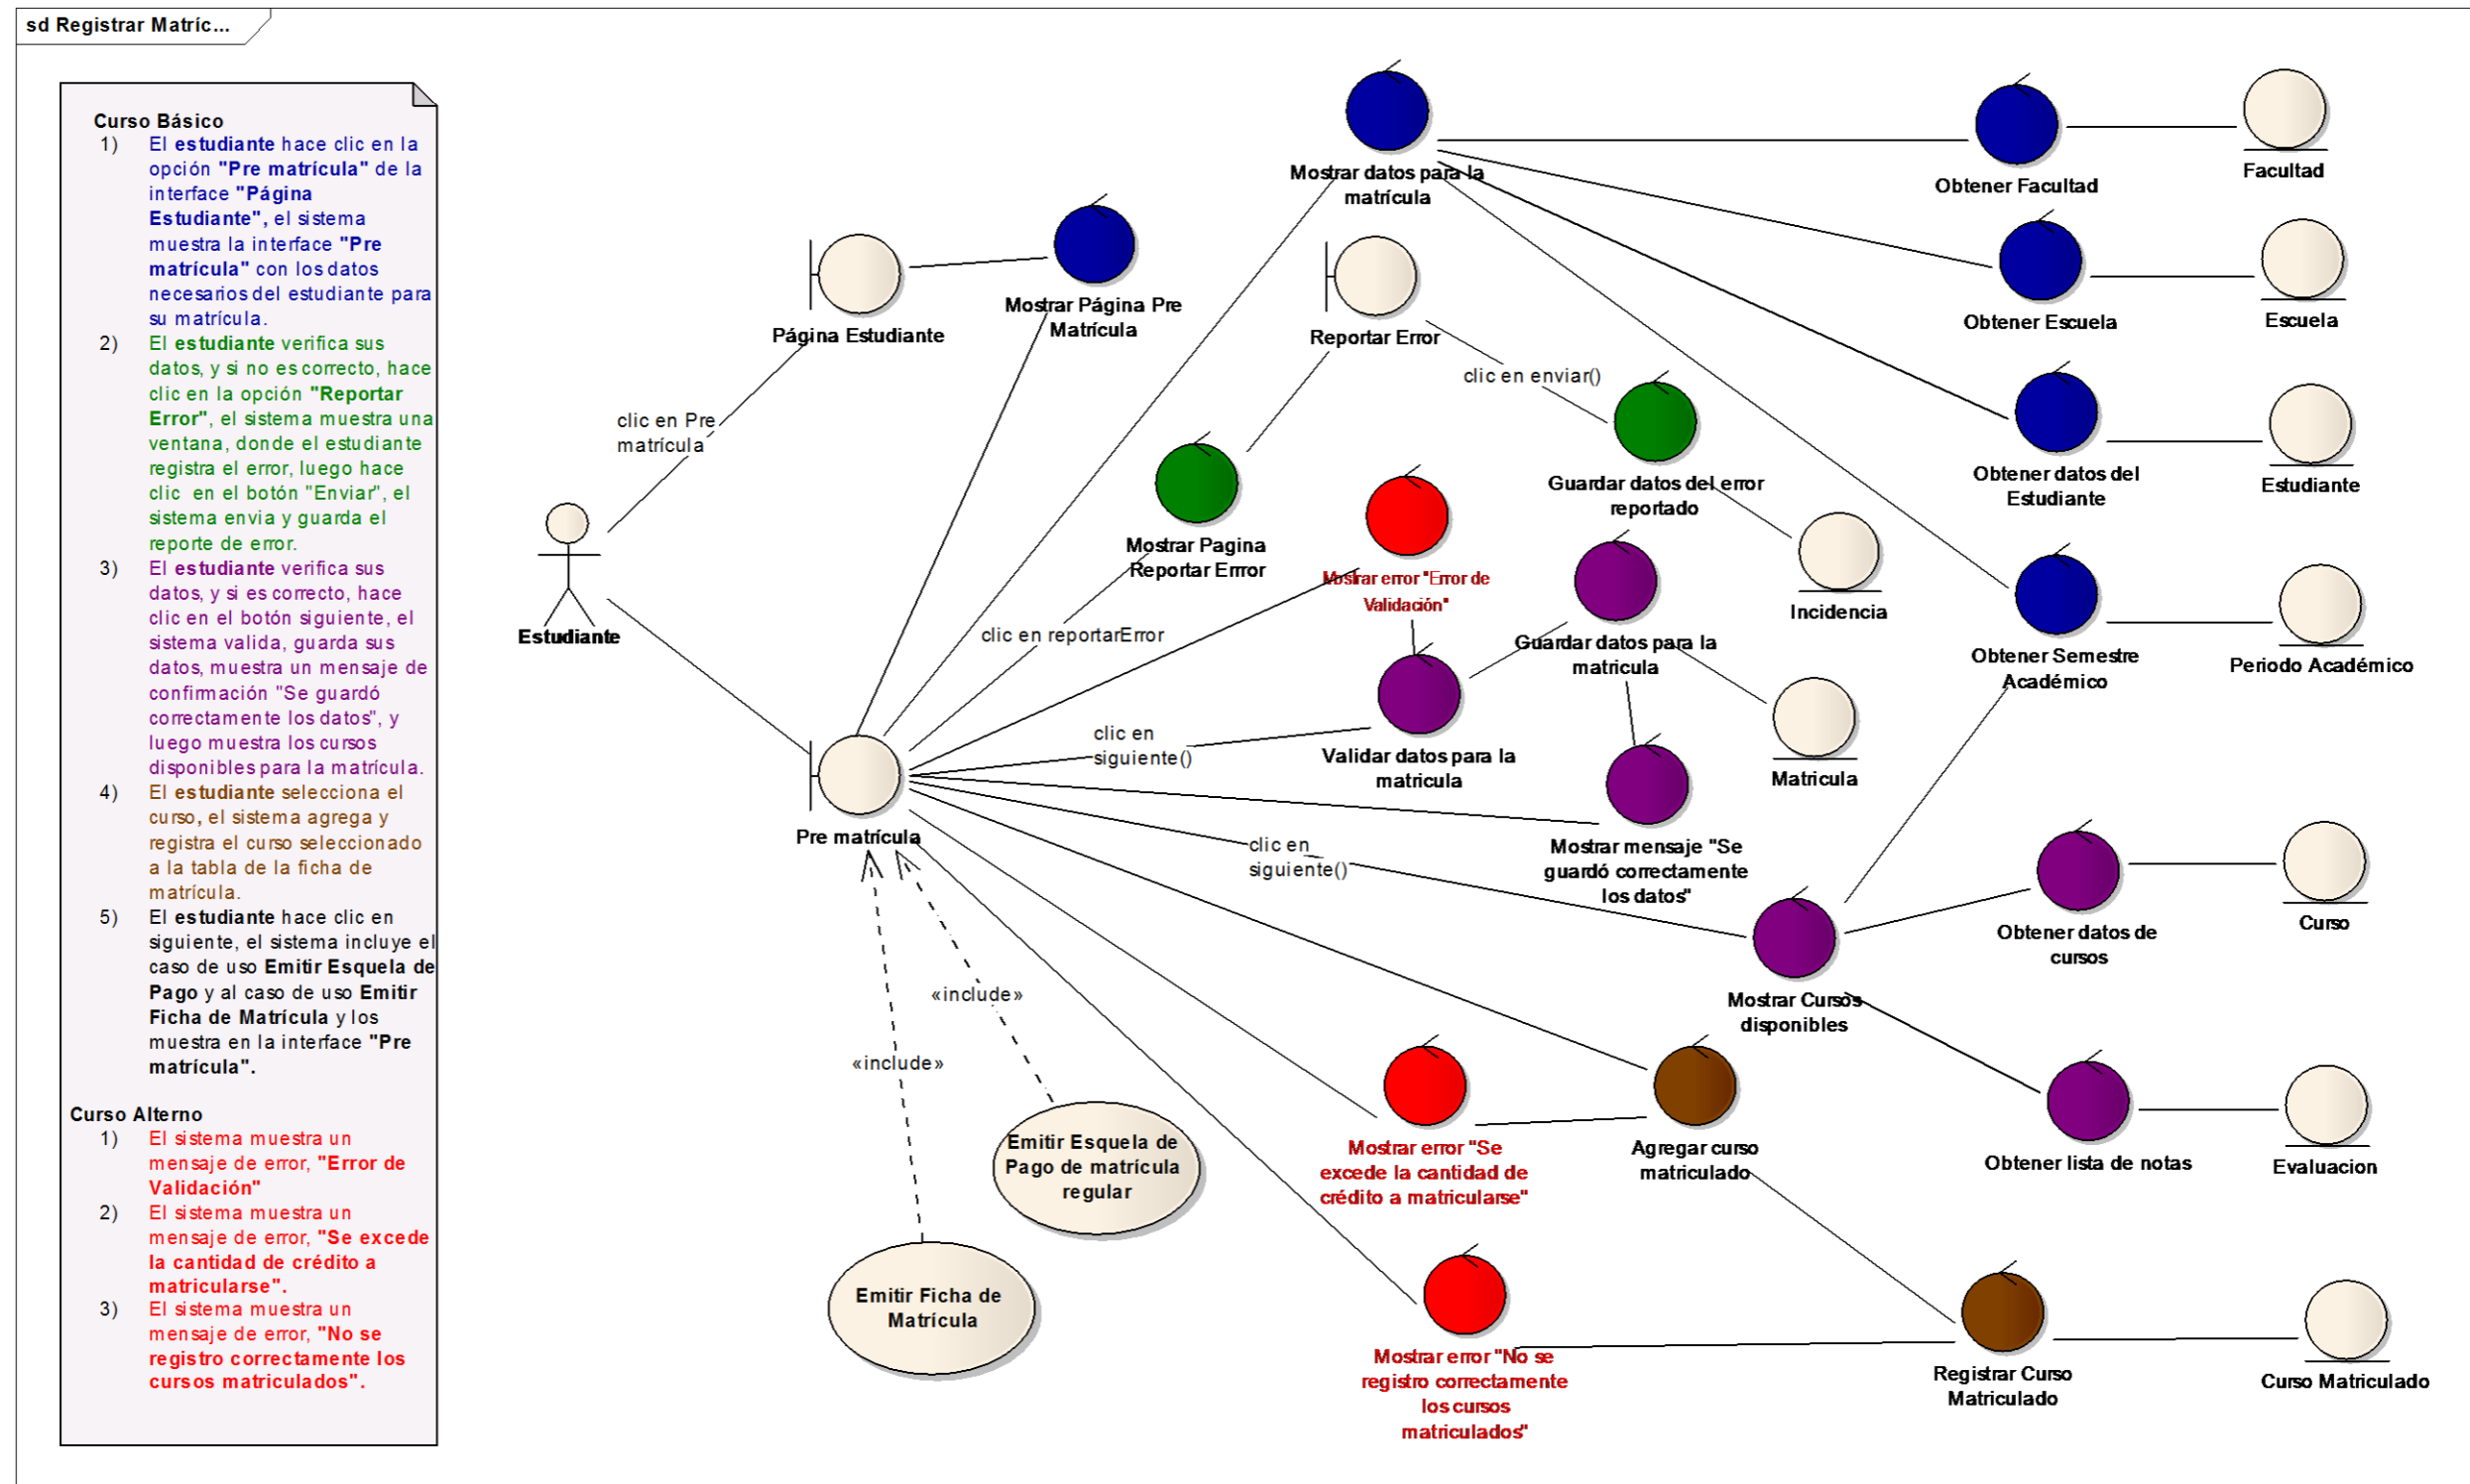 sd Registrar Matríc...
Curso Básico
1) El estudiante hace clic en la
opción "Pre matrícula" de la
interface "Página
Estudiante", el sistema
muestra la interface "Pre
matrícula" con los datos
necesarios del estudiante para
su matrícula.
2) El estudiante verifica sus
datos, y si no es correcto, hace
clic en la opción "Reportar
Error", el sistema muestra una
ventana, donde el estudiante
registra el error, luego hace
clic en el botón "Enviar", el
sistema envia y guarda el
reporte de error.
3) El estudiante verifica sus
datos, y si es correcto, hace
clic en el botón siguiente, el
sistema valida, guarda sus
datos, muestra un mensaje de
confirmación "Se guardó
correctamente los datos", y
luego muestra los cursos
disponibles para la matrícula.
4) El estudiante selecciona el
curso, el sistema agrega y
registra el curso seleccionado
a la tabla de la ficha de
matrícula.
5) El estudiante hace clic en
siguiente, el sistema incluye el
caso de uso Emitir Esquela de
Pago y al caso de uso Emitir
Ficha de Matrícula y los
muestra en la interface "Pre
matrícula".
Curso Alterno
1) El sistema muestra un
mensaje de error, "Error de
Validación"
2) El sistema muestra un
mensaje de error, "Se excede
la cantidad de crédito a
matricularse".
3) El sistema muestra un
mensaje de error, "No se
registro correctamente los
cursos matriculados".
Estudiante
clic en Pre
matrícula
Página Estudiante
Mostrar Página Pre
Matrícula
Mostrar datos para la
matrícula
Reportar Error
clic en enviar()
Mostrar Pagina
Reportar Errror
clic en reportarError
Guardar datos del error
reportado
Incidencia
Mostrar error "Error de
Validación"
Guardar datos para la
matricula
Matricula
Validar datos para la
matricula
clic en
siguiente()
Pre matrícula
Mostrar mensaje "Se
guardó correctamente
los datos"
clic en
siguiente()
Mostrar Cursos
disponibles
Obtener Facultad
Facultad
Obtener Escuela
Escuela
Obtener datos del
Estudiante
Estudiante
Obtener Semestre
Académico
Periodo Académico
Obtener datos de
cursos
Curso
Obtener lista de notas
Evaluacion
«include»
«include»
Emitir Esquela de
Pago de matrícula
regular
Emitir Ficha de
Matrícula
Mostrar error "Se
excede la cantidad de
crédito a matricularse"
Agregar curso
matriculado
Mostrar error "No se
registro correctamente
los cursos
matriculados"
Registrar Curso
Matriculado
Curso Matriculado